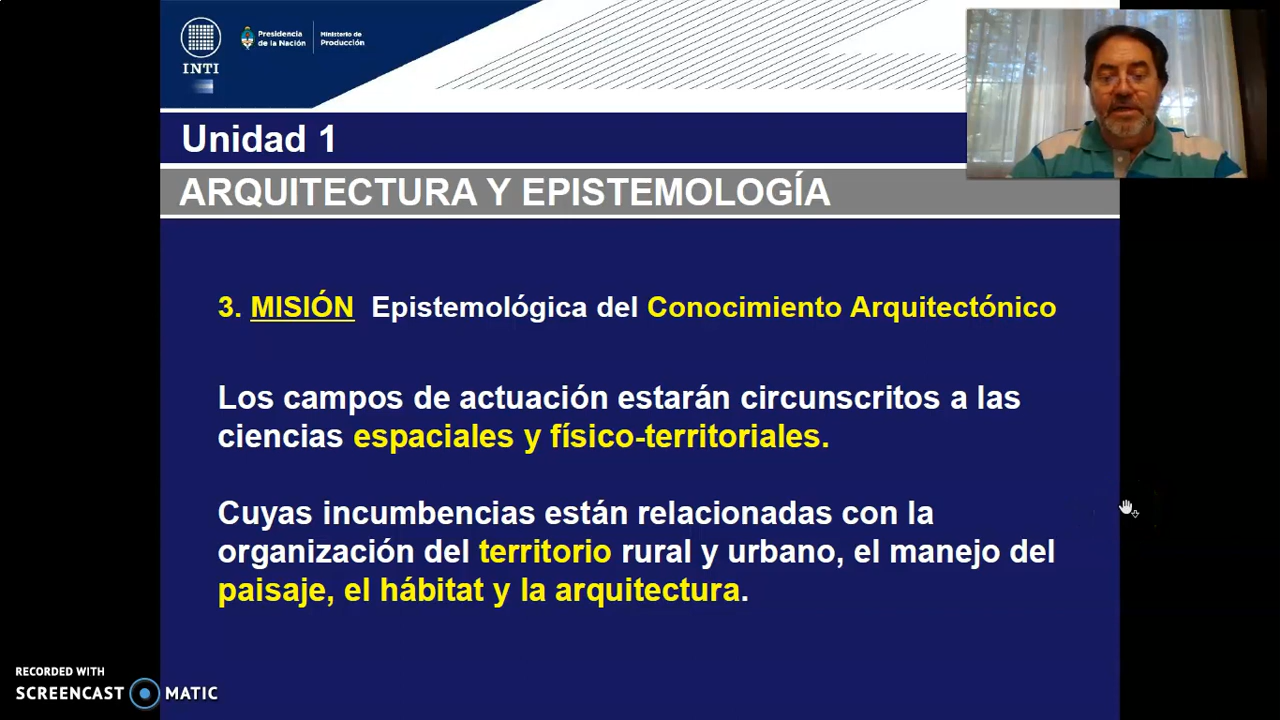 INTI
Presidencia
de la Nación
Ministerio de
Producción
Unidad 1
ARQUITECTURA Y EPISTEMOLOGÍA
3. MISIÓN Epistemológica del Conocimiento Arquitectónico
Los campos de actuación estarán circunscritos a las
ciencias espaciales y físico-territoriales.
Cuyas incumbencias están relacionadas con la
organización del territorio rural y urbano, el manejo del
paisaje, el hábitat y la arquitectura.
RECORDED WITH
SCREENCAST MATIC